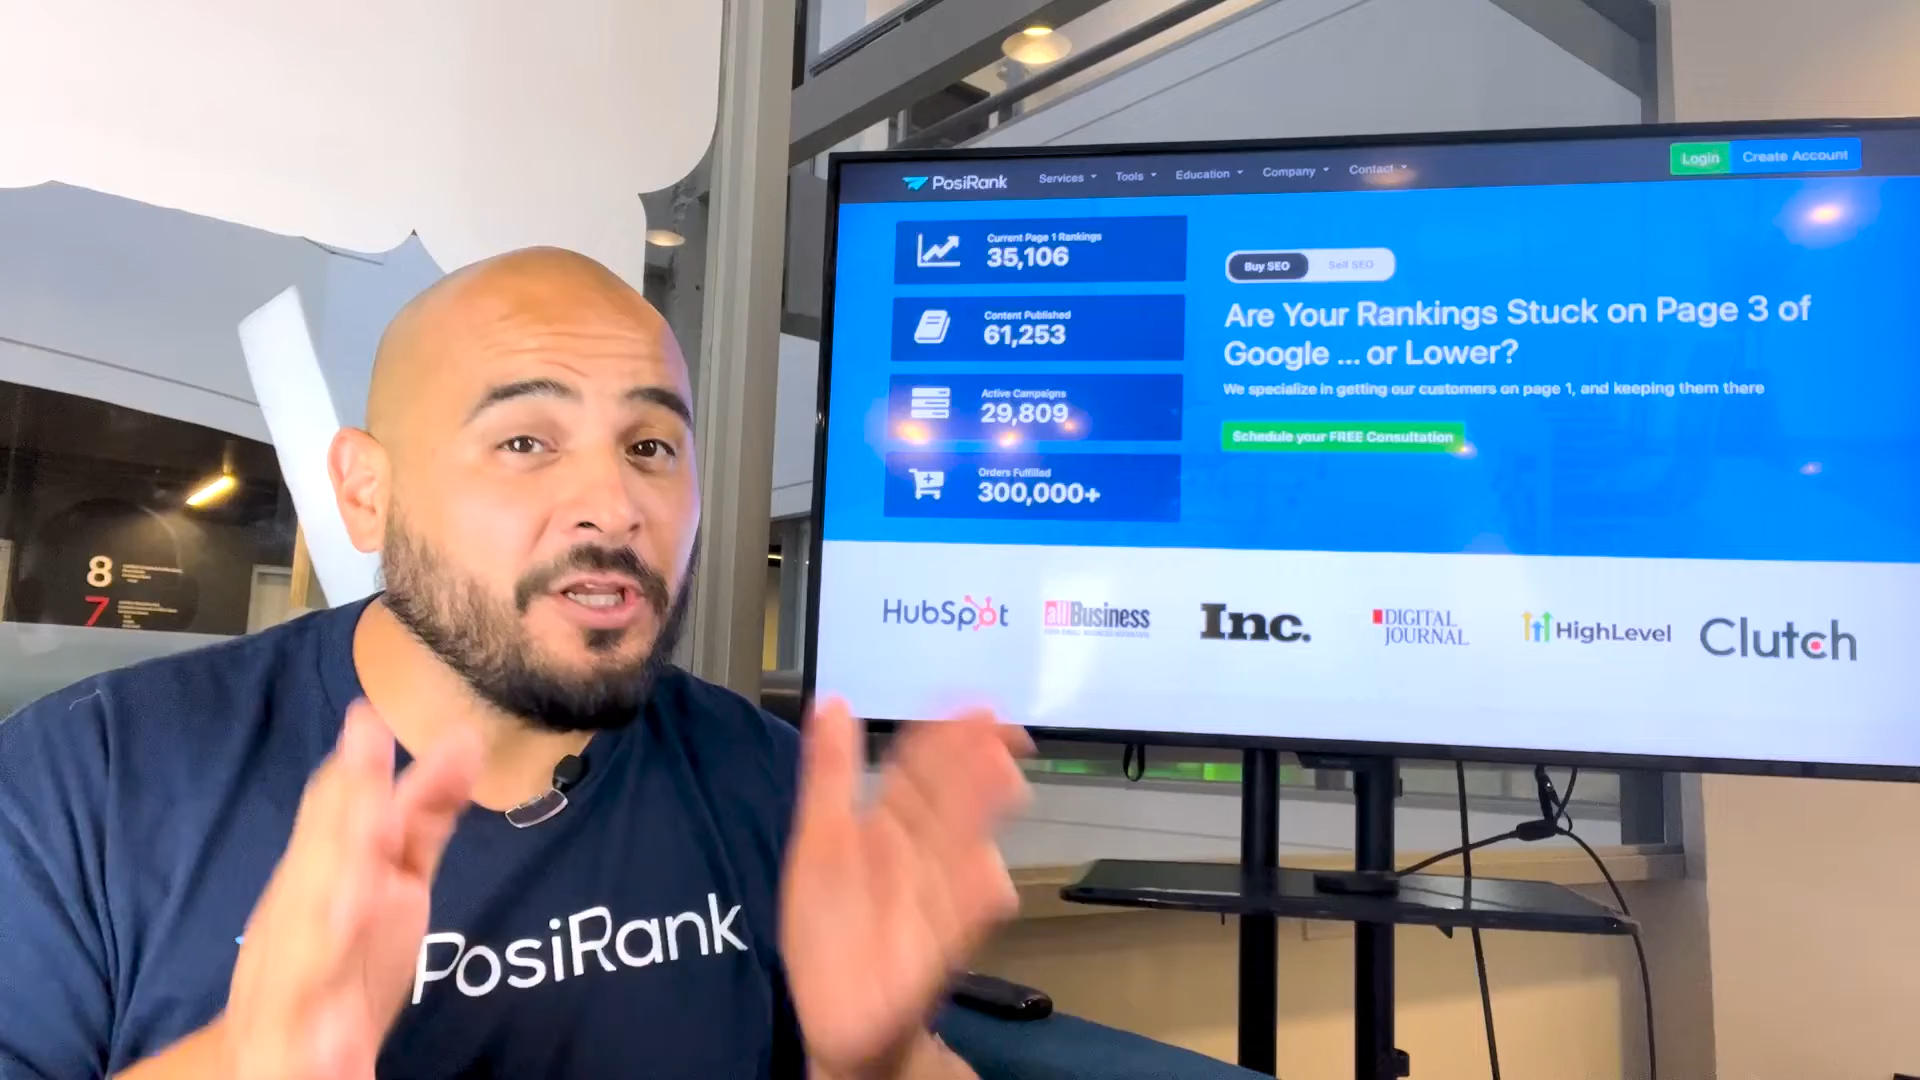 PosiRank
Services
Tools
Education
Company
Contact
Login
Create Account
Current Page 1 Rankings
35,106
Content Published
61,253
Active Campaigns
29,809
Orders Fulfilled
300,000+
Buy SEO
Sell SEO
Are Your Rankings Stuck on Page 3 of
Google ... or Lower?
We specialize in getting our customers on page 1, and keeping them there
Schedule your FREE Consultation
HubSpot
allBusiness
Inc.
DIGITAL
JOURNAL
HighLevel
Clutch
8
7
PosiRank